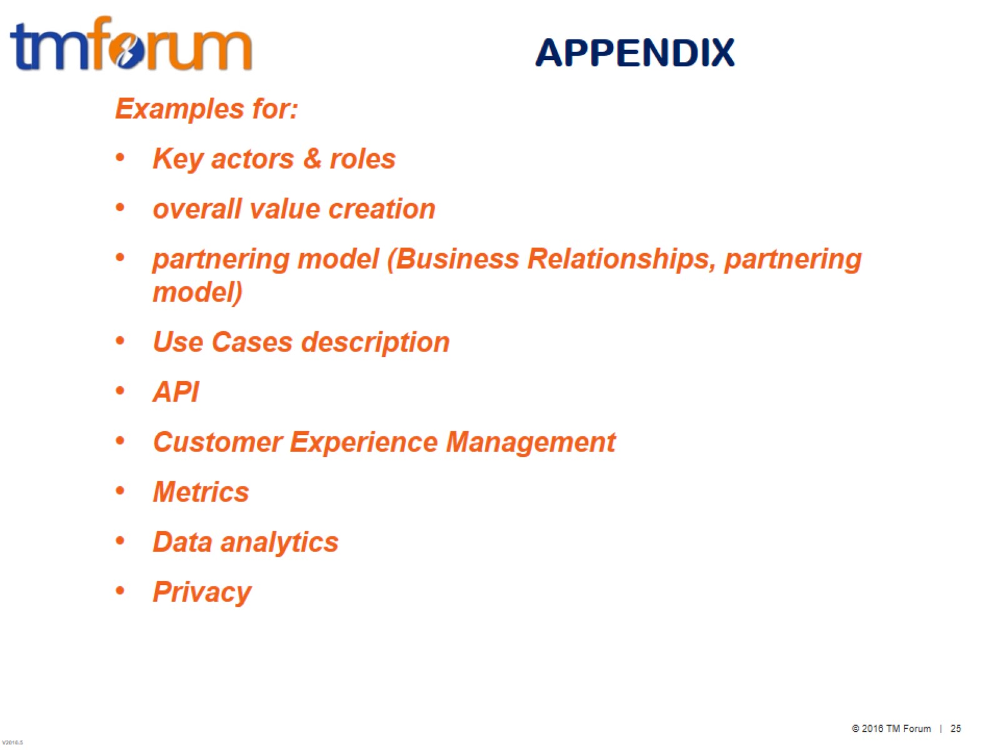 tmforum
APPENDIX
Examples for:
• Key actors & roles
• overall value creation
• partnering model (Business Relationships, partnering
model)
• Use Cases description
• API
• Customer Experience Management
• Metrics
• Data analytics
• Privacy
© 2016 TM Forum | 25
V2016.5